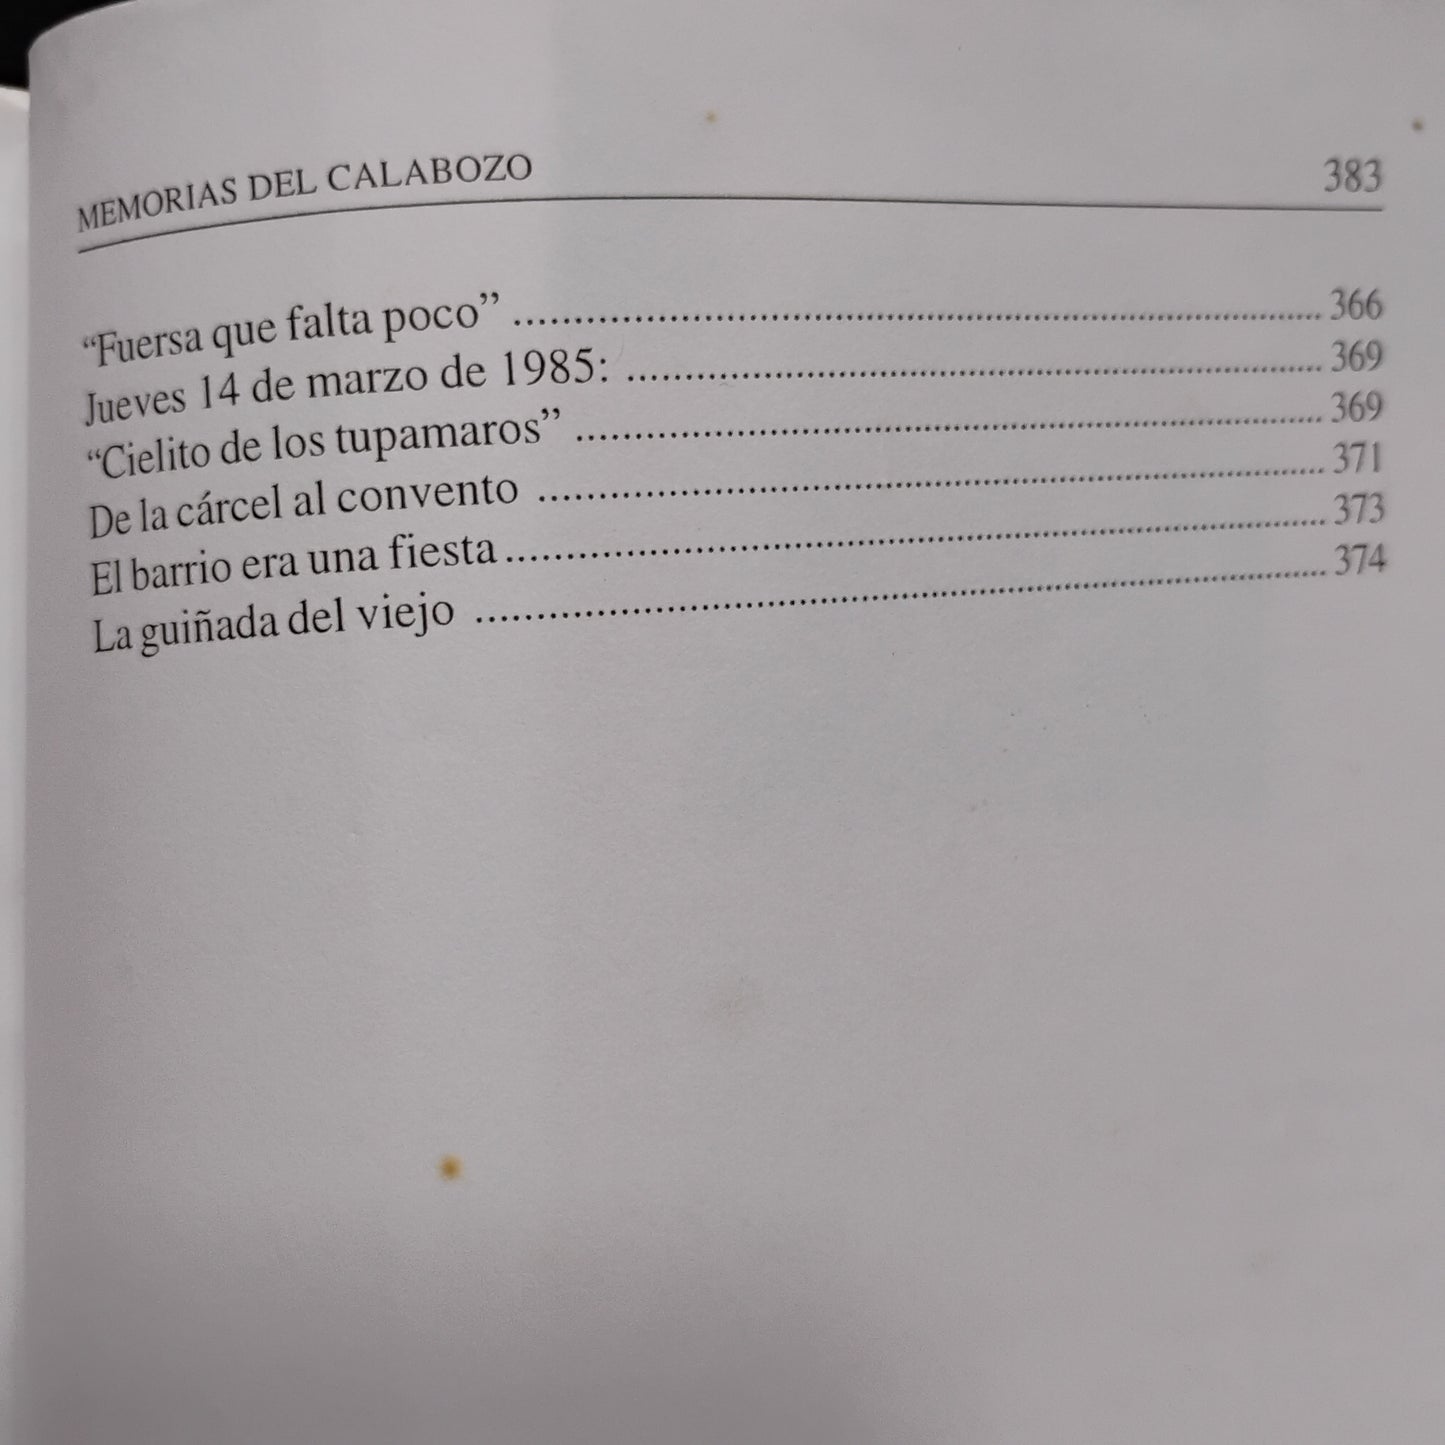 MEMORIAS DEL CALABOZO 383
“Fuersa que falta poco” ........................ 366
Jueves 14 de marzo de 1985: ........................ 369
“Cielito de los tupamaros” ........................ 369
De la cárcel al convento ........................ 371
El barrio era una fiesta ........................ 373
La guiñada del viejo ........................ 374